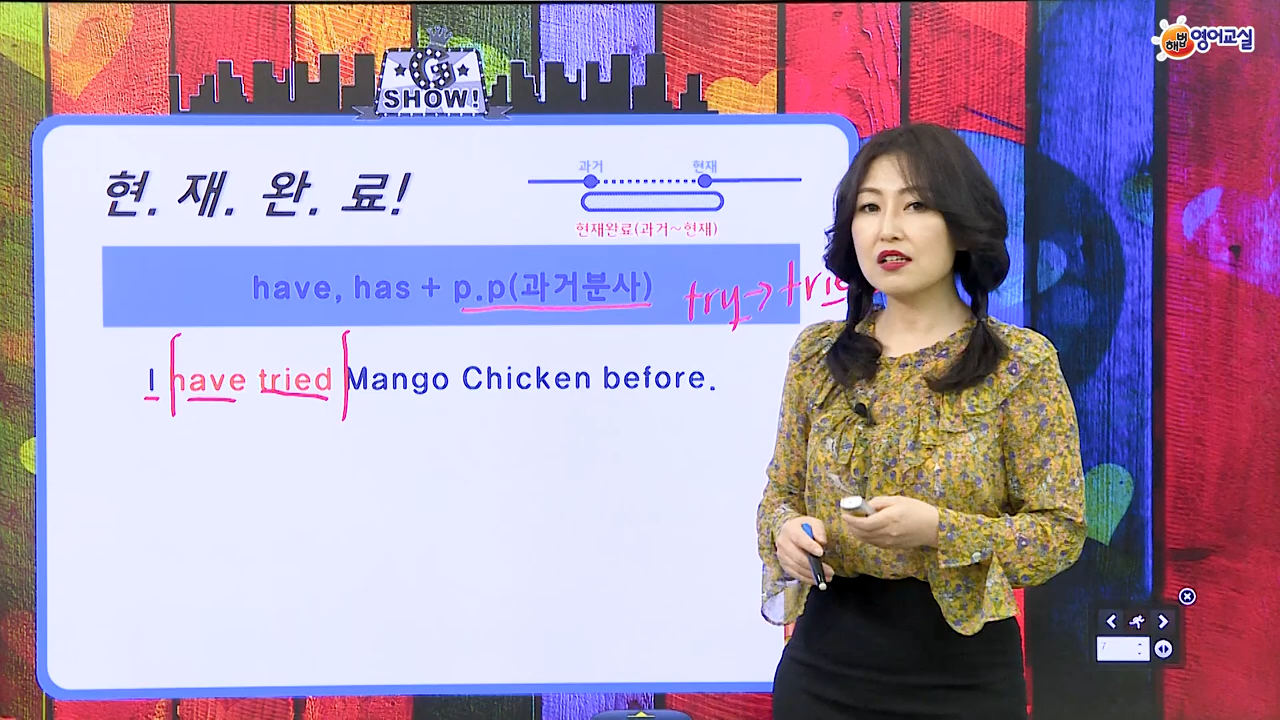 해법 영어교실
G
SHOW!
현. 재. 완. 료!
과거 현재
현재완료(과거~현재)
have, has + p.p(과거분사)
try →
I have tried Mango Chicken before.
7